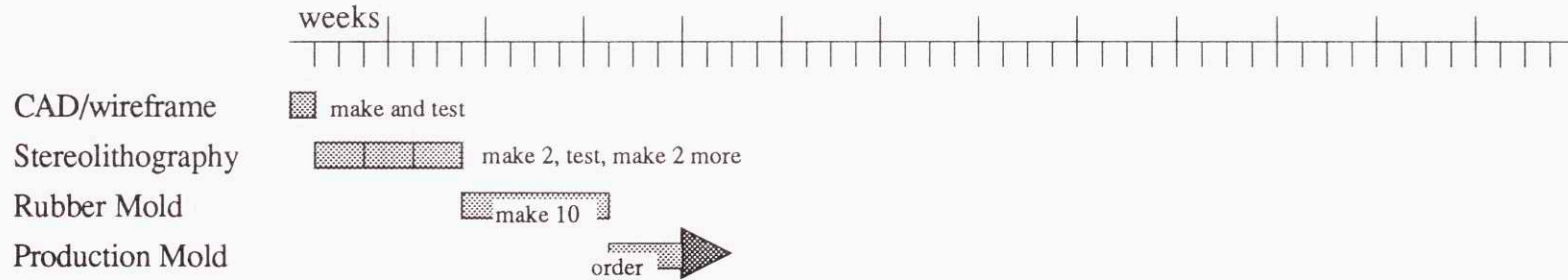 weeks
CAD/wireframe make and test
Stereolithography make 2, test, make 2 more
Rubber Mold make 10
Production Mold order